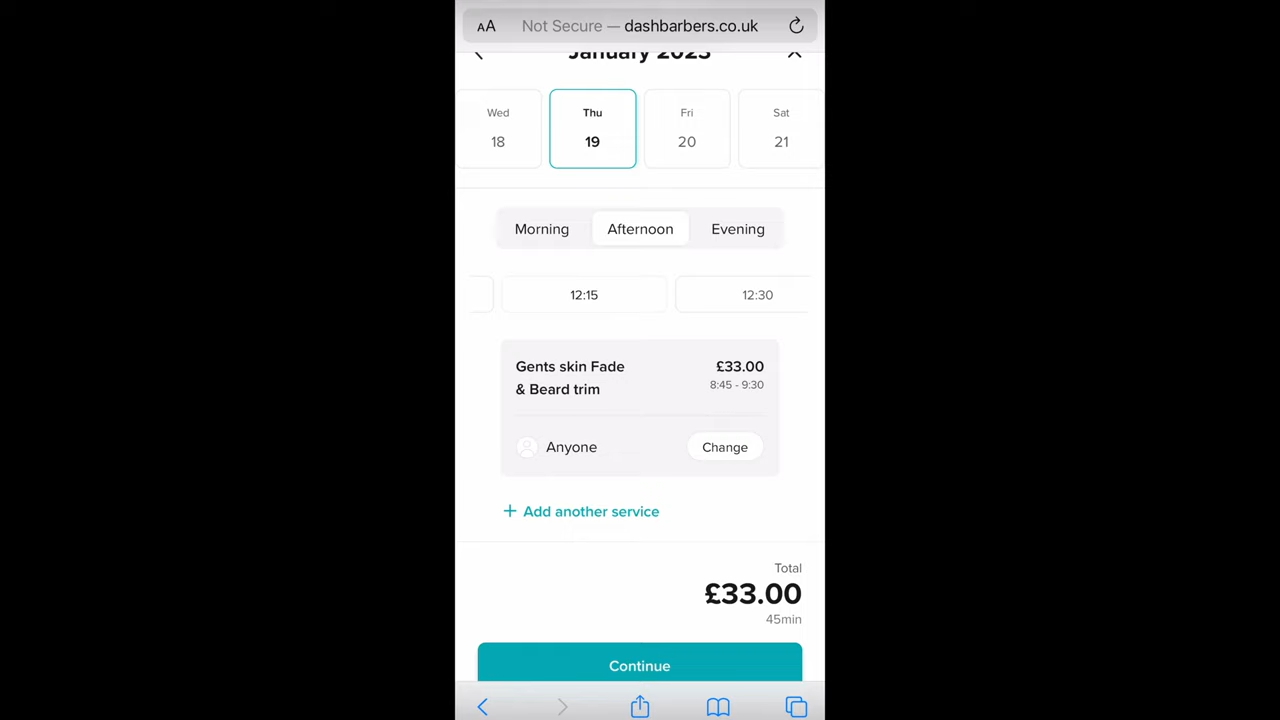 AA Not Secure — dashbarbers.co.uk
January 2023
Wed Thu Fri Sat
18 19 20 21
Morning Afternoon Evening
12:15 12:30
Gents skin Fade £33.00
& Beard trim 8:45 - 9:30
Anyone Change
+ Add another service
Total
£33.00
45min
Continue